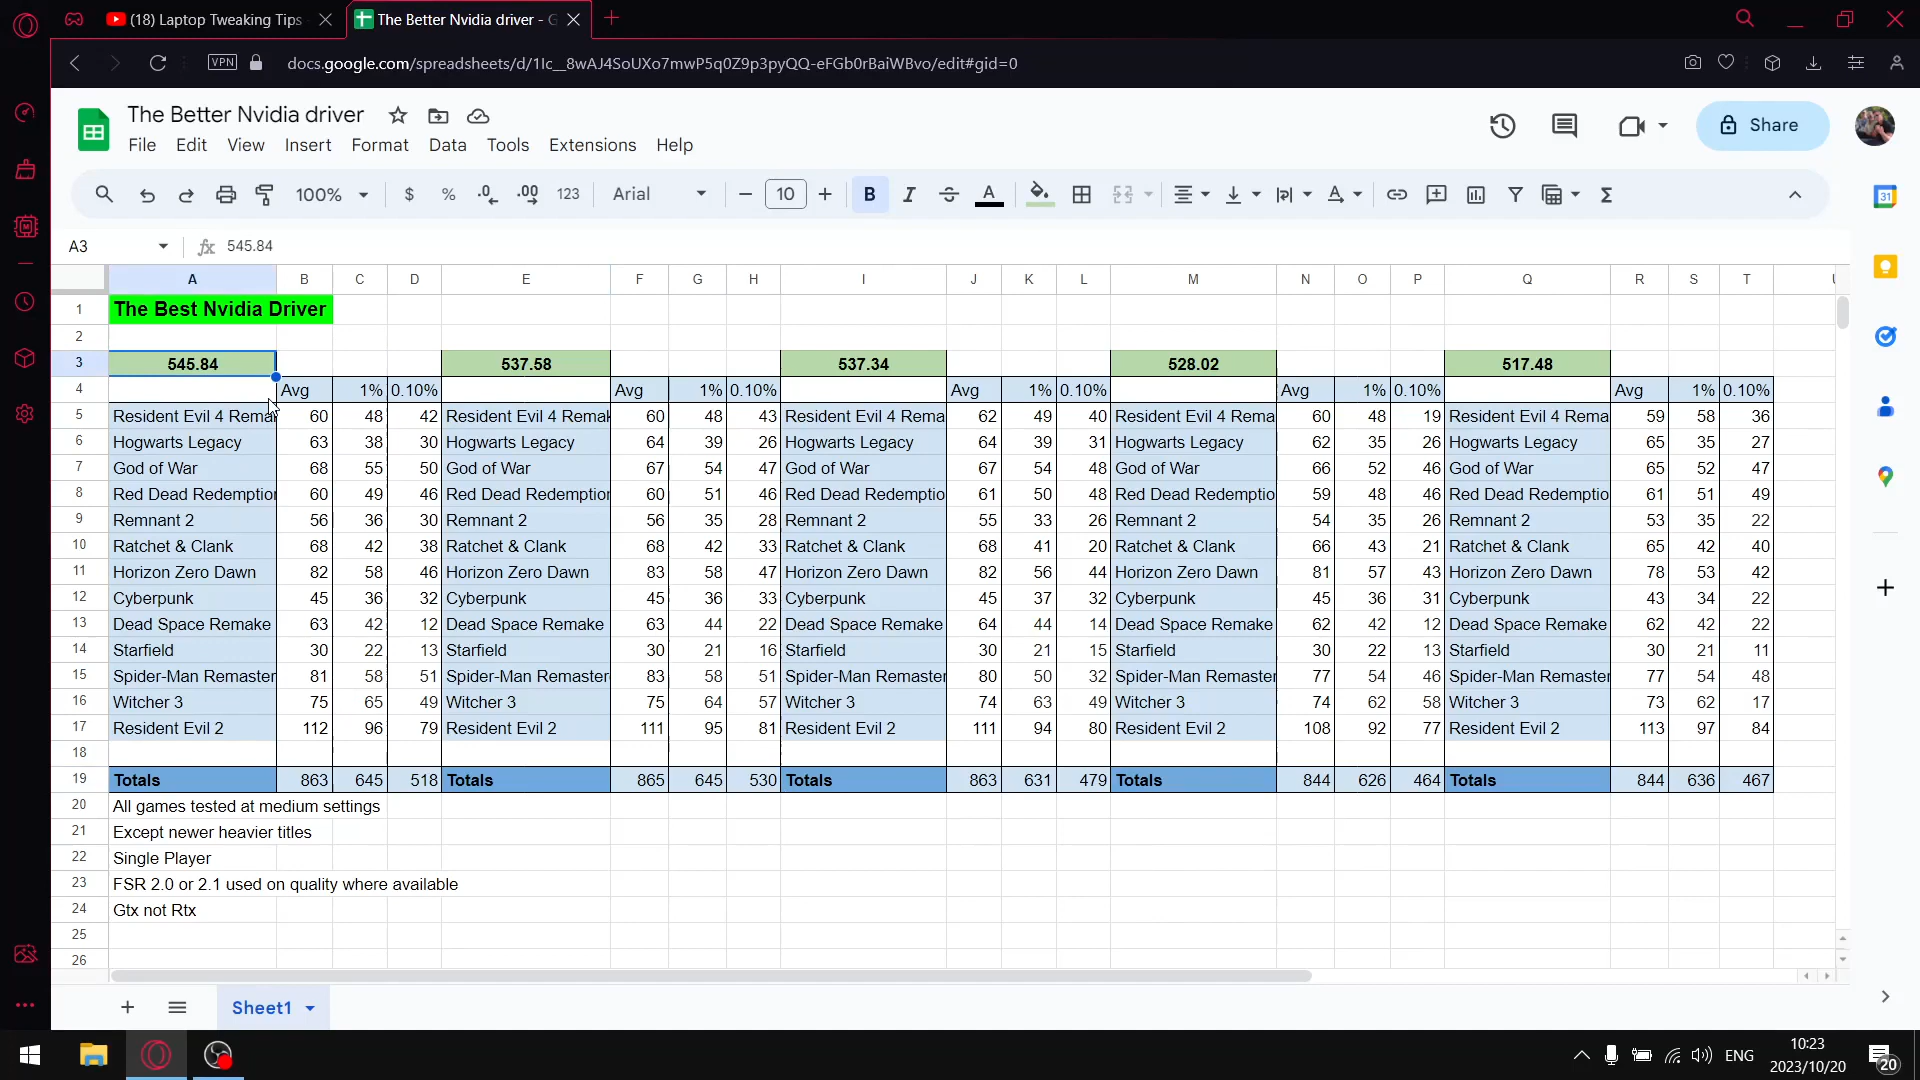 (18) Laptop Tweaking Tips
The Better Nvidia driver - G
VPN
docs.google.com/spreadsheets/d/1Ic__8wAJ4SoUXo7mwP5q0Z9p3pyQQ-eFGb0rBaiWBvo/edit#gid=0
The Better Nvidia driver
File Edit View Insert Format Data Tools Extensions Help
Share
100% $ % .0 .00 123 Arial 10 B I S A
A3 fx 545.84
A B C D E F G H I J K L M N O P Q R S T
1 The Best Nvidia Driver
2
3 545.84 537.58 537.34 528.02 517.48
4 Avg 1% 0.10% Avg 1% 0.10% Avg 1% 0.10% Avg 1% 0.10% Avg 1% 0.10%
5 Resident Evil 4 Remak 60 48 42 Resident Evil 4 Remak 60 48 43 Resident Evil 4 Rema 62 49 40 Resident Evil 4 Rema 60 48 19 Resident Evil 4 Rema 59 58 36
6 Hogwarts Legacy 63 38 30 Hogwarts Legacy 64 39 26 Hogwarts Legacy 64 39 31 Hogwarts Legacy 62 35 26 Hogwarts Legacy 65 35 27
7 God of War 68 55 50 God of War 67 54 47 God of War 67 54 48 God of War 66 52 46 God of War 65 52 47
8 Red Dead Redemption 60 49 46 Red Dead Redemption 60 51 46 Red Dead Redemptio 61 50 48 Red Dead Redemptio 59 48 46 Red Dead Redemptio 61 51 49
9 Remnant 2 56 36 30 Remnant 2 56 35 28 Remnant 2 55 33 26 Remnant 2 54 35 26 Remnant 2 53 35 22
10 Ratchet & Clank 68 42 38 Ratchet & Clank 68 42 33 Ratchet & Clank 68 41 20 Ratchet & Clank 66 43 21 Ratchet & Clank 65 42 40
11 Horizon Zero Dawn 82 58 46 Horizon Zero Dawn 83 58 47 Horizon Zero Dawn 82 56 44 Horizon Zero Dawn 81 57 43 Horizon Zero Dawn 78 53 42
12 Cyberpunk 45 36 32 Cyberpunk 45 36 33 Cyberpunk 45 37 32 Cyberpunk 45 36 31 Cyberpunk 43 34 22
13 Dead Space Remake 63 42 12 Dead Space Remake 63 44 22 Dead Space Remake 64 44 14 Dead Space Remake 62 42 12 Dead Space Remake 62 42 22
14 Starfield 30 22 13 Starfield 30 21 16 Starfield 30 21 15 Starfield 30 22 13 Starfield 30 21 11
15 Spider-Man Remaster 81 58 51 Spider-Man Remaster 83 58 51 Spider-Man Remaster 80 50 32 Spider-Man Remaster 77 54 46 Spider-Man Remaster 77 54 48
16 Witcher 3 75 65 49 Witcher 3 75 64 57 Witcher 3 74 63 49 Witcher 3 74 62 58 Witcher 3 73 62 17
17 Resident Evil 2 112 96 79 Resident Evil 2 111 95 81 Resident Evil 2 111 94 80 Resident Evil 2 108 92 77 Resident Evil 2 113 97 84
18
19 Totals 863 645 518 Totals 865 645 530 Totals 863 631 479 Totals 844 626 464 Totals 844 636 467
20 All games tested at medium settings
21 Except newer heavier titles
22 Single Player
23 FSR 2.0 or 2.1 used on quality where available
24 Gtx not Rtx
25
26
Sheet1
ENG
10:23
2023/10/20
20
31